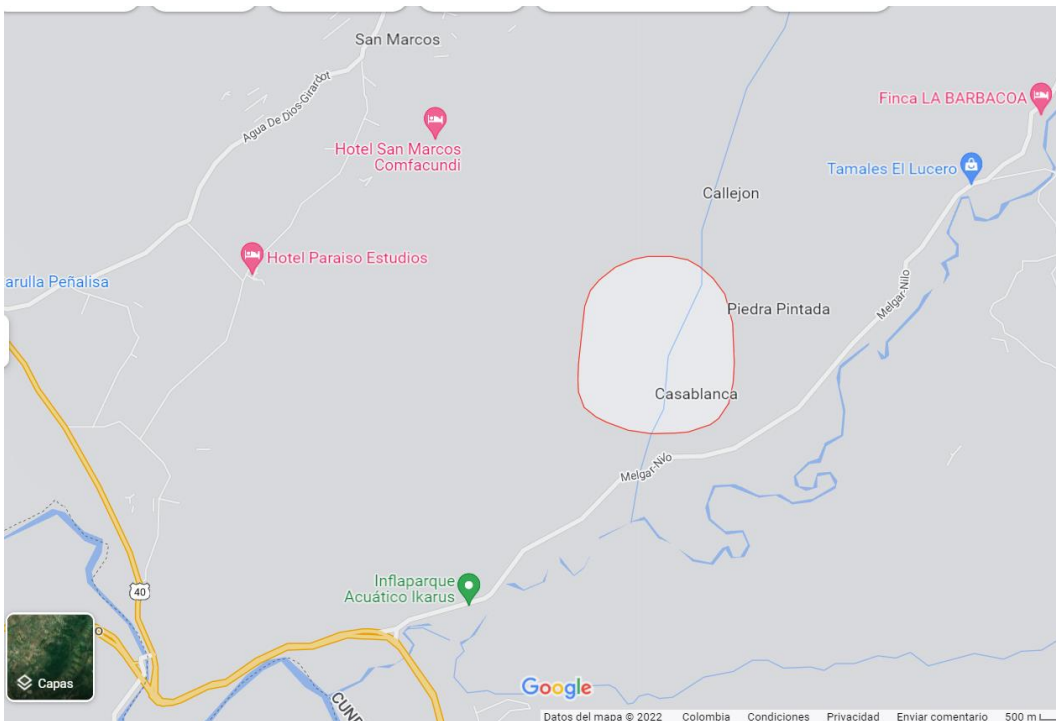 San Marcos
Agua De Dios-Girardot
Finca LA BARBACOA
Hotel San Marcos
Comfacundi
Tamales El Lucero
Callejon
Hotel Paraiso Estudios
arulla Peñalisa
Piedra Pintada
Melgar-Nilo
Casablanca
Melgar-Nilo
Inflaparque
Acuático Ikarus
40
O
Capas
Google
CUND
Datos del mapa © 2022 Colombia Condiciones Privacidad Enviar comentario 500 m